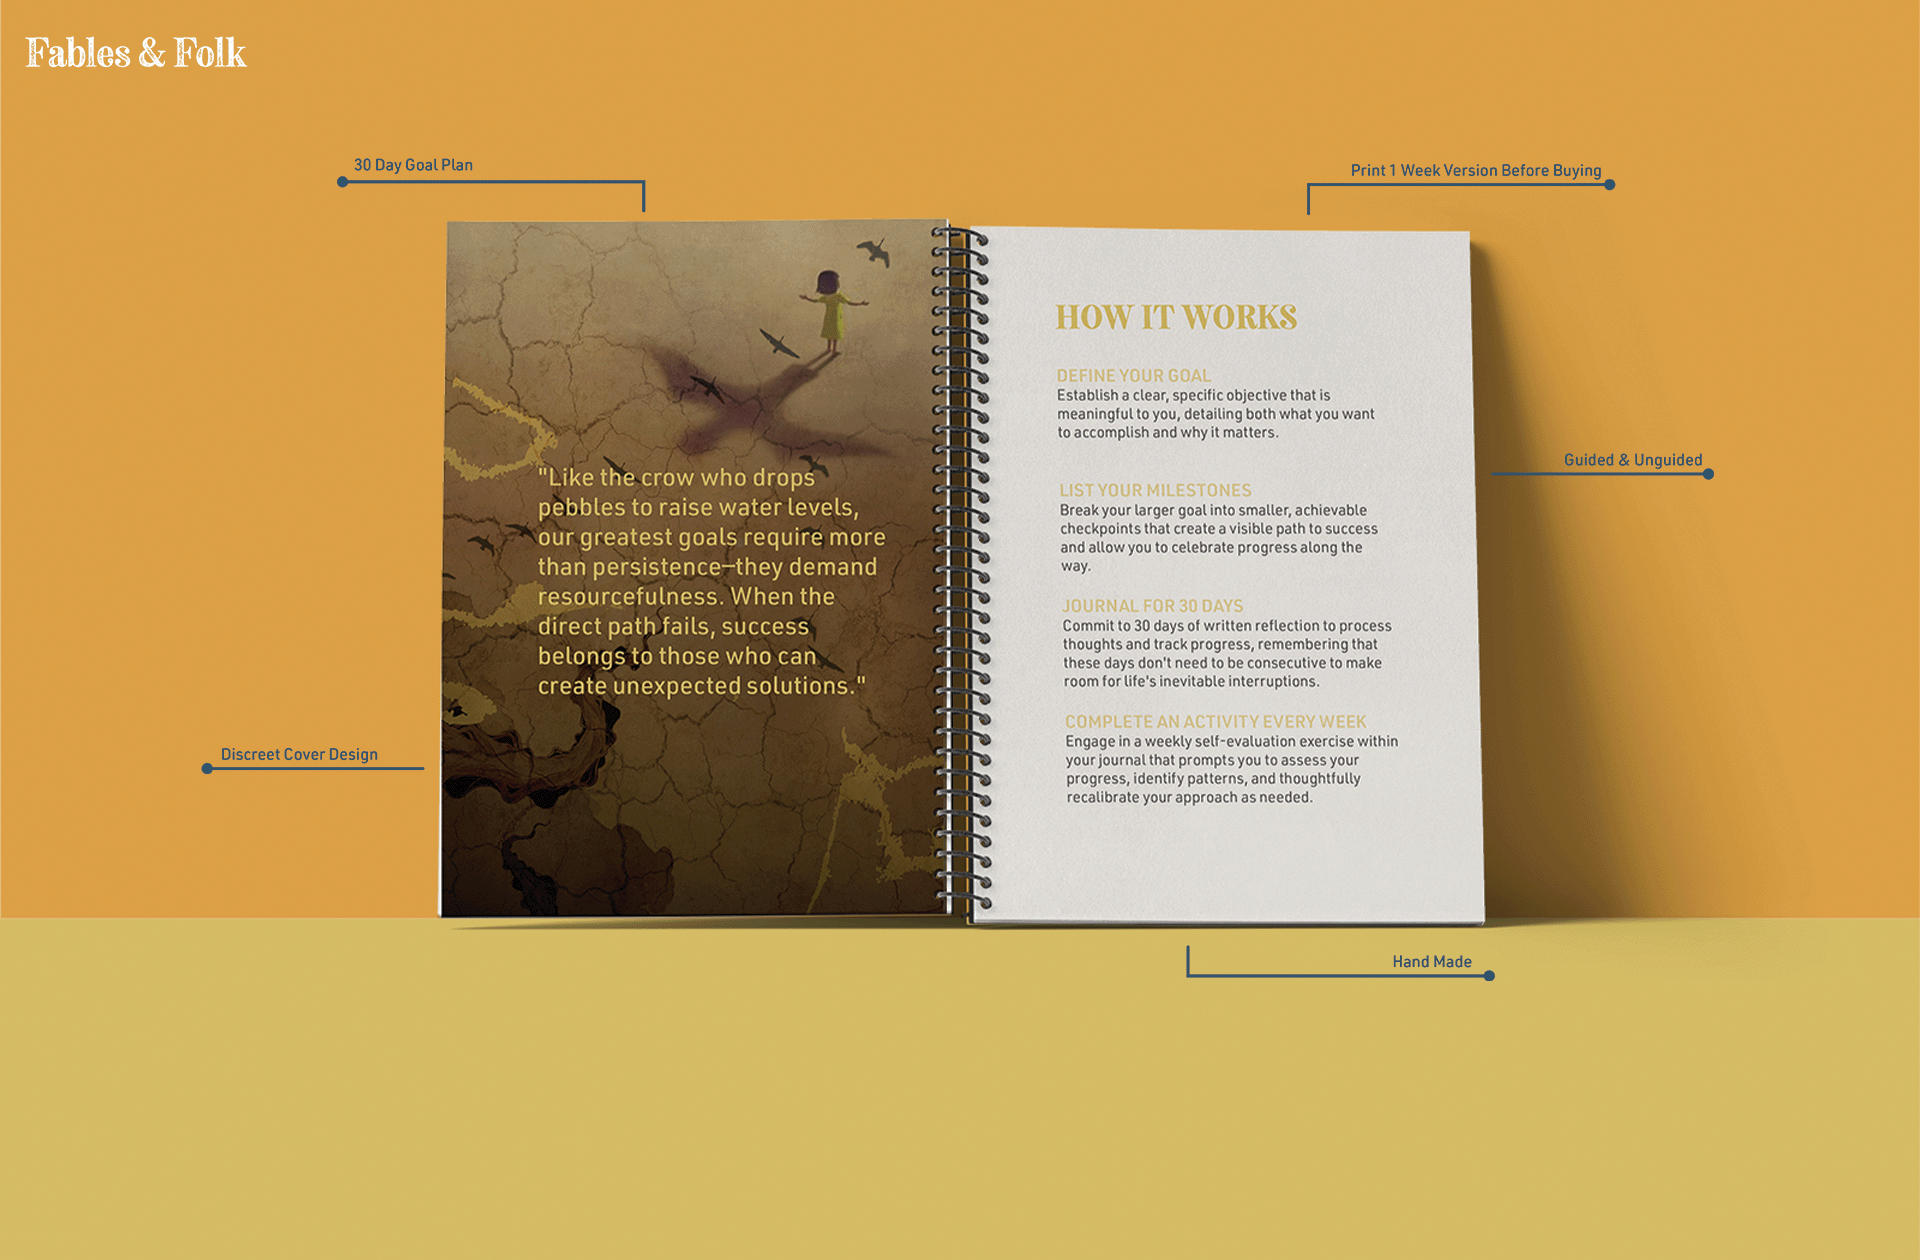 Fables & Folk
30 Day Goal Plan
Print 1 Week Version Before Buying
"Like the crow who drops
pebbles to raise water levels,
our greatest goals require more
than persistence—they demand
resourcefulness. When the
direct path fails, success
belongs to those who can
create unexpected solutions."
HOW IT WORKS
DEFINE YOUR GOAL
Establish a clear, specific objective that is
meaningful to you, detailing both what you want
to accomplish and why it matters.
LIST YOUR MILESTONES
Break your larger goal into smaller, achievable
checkpoints that create a visible path to success
and allow you to celebrate progress along the
way.
JOURNAL FOR 30 DAYS
Commit to 30 days of written reflection to process
thoughts and track progress, remembering that
these days don't need to be consecutive to make
room for life's inevitable interruptions.
COMPLETE AN ACTIVITY EVERY WEEK
Engage in a weekly self-evaluation exercise within
your journal that prompts you to assess your
progress, identify patterns, and thoughtfully
recalibrate your approach as needed.
Guided & Unguided
Discreet Cover Design
Hand Made